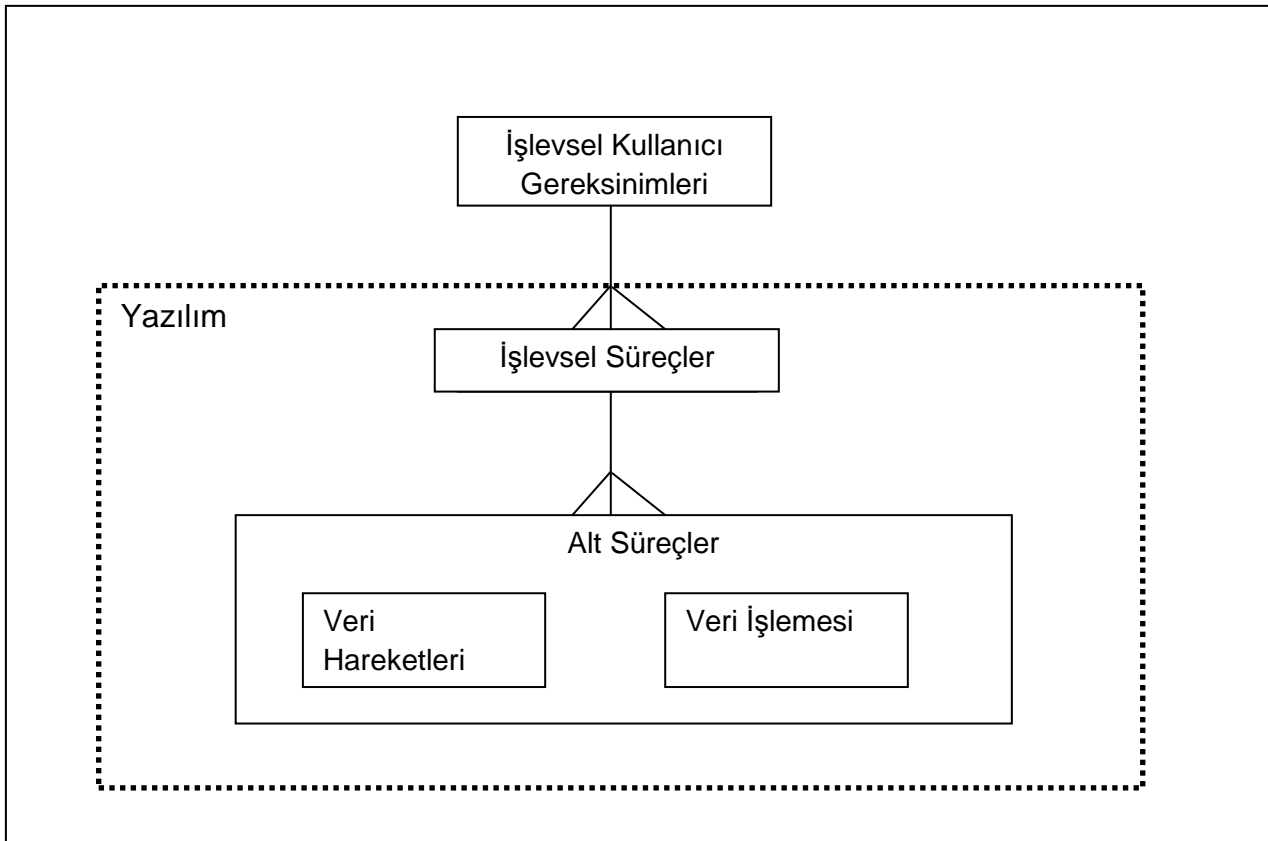 İşlevsel Kullanıcı
Gereksinimleri
Yazılım
İşlevsel Süreçler
Alt Süreçler
Veri
Hareketleri
Veri İşlemesi